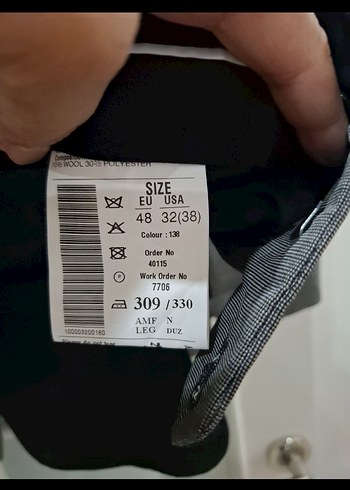 WOOL 30% POLYESTER
SIZE
EU USA
48 32(38)
Colour : 138
Order No
40115
Work Order No
7706
309 / 330
AMF N
LEG DUZ